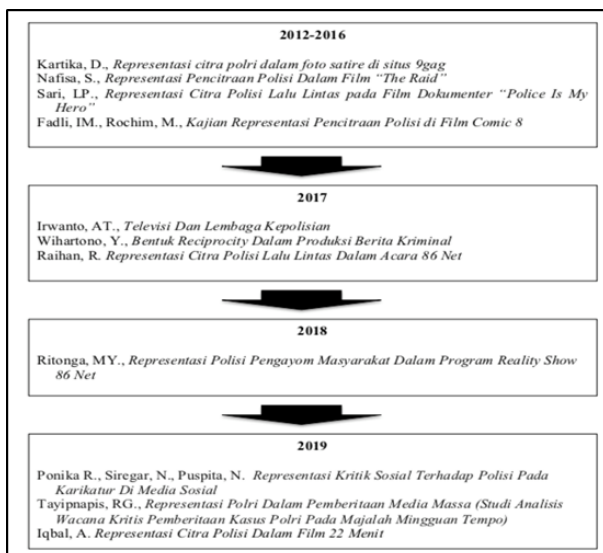 2012-2016
Kartika, D., Representasi citra polri dalam foto satire di situs 9gag
Nafisa, S., Representasi Pencitraan Polisi Dalam Film “The Raid”
Sari, LP., Representasi Citra Polisi Lalu Lintas pada Film Dokumenter “Police Is My
Hero”
Fadli, IM., Rochim, M., Kajian Representasi Pencitraan Polisi di Film Comic 8
2017
Irwanto, AT., Televisi Dan Lembaga Kepolisian
Wihartono, Y., Bentuk Reciprocity Dalam Produksi Berita Kriminal
Raihan, R. Representasi Citra Polisi Lalu Lintas Dalam Acara 86 Net
2018
Ritonga, MY., Representasi Polisi Pengayom Masyarakat Dalam Program Reality Show
86 Net
2019
Ponika R., Siregar, N., Puspita, N. Representasi Kritik Sosial Terhadap Polisi Pada
Karikatur Di Media Sosial
Tayipnapis, RG., Representasi Polri Dalam Pemberitaan Media Massa (Studi Analisis
Wacana Kritis Pemberitaan Kasus Polri Pada Majalah Mingguan Tempo)
Iqbal, A. Representasi Citra Polisi Dalam Film 22 Menit